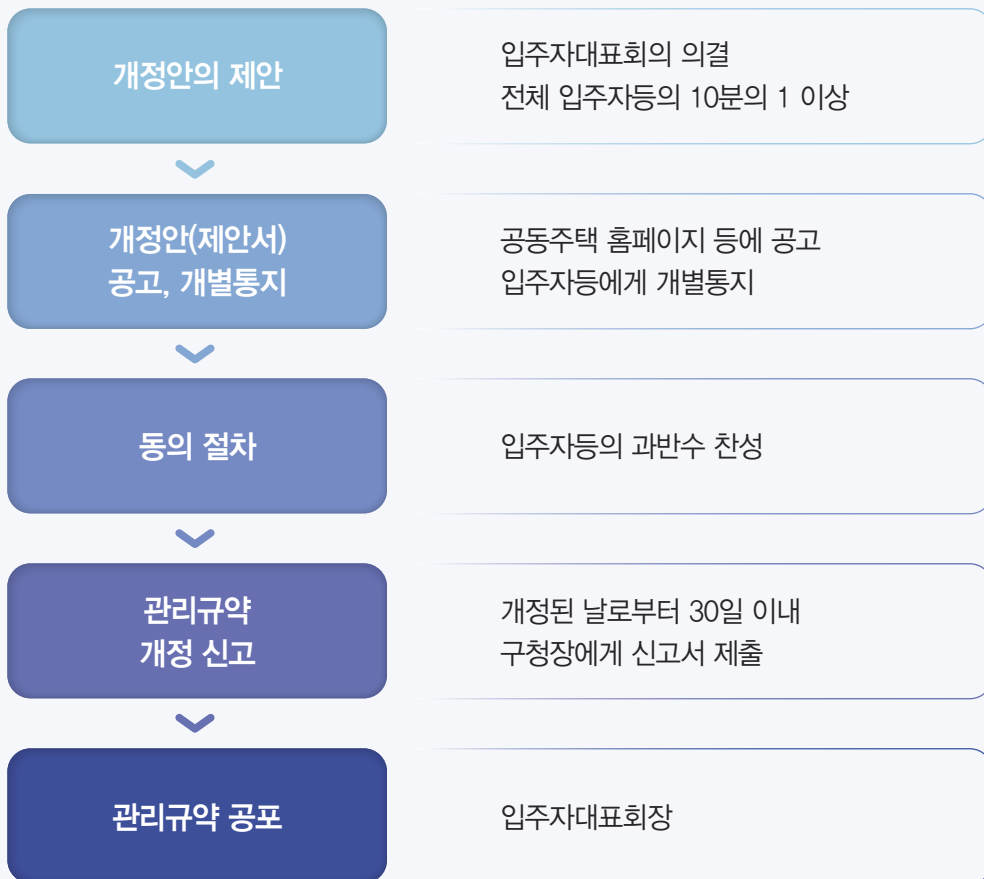 개정안의 제안
입주자대표회의 의결
전체 입주자등의 10분의 1 이상
개정안(제안서)
공고, 개별통지
공동주택 홈페이지 등에 공고
입주자등에게 개별통지
동의 절차
입주자등의 과반수 찬성
관리규약
개정 신고
개정된 날로부터 30일 이내
구청장에게 신고서 제출
관리규약 공포
입주자대표회장